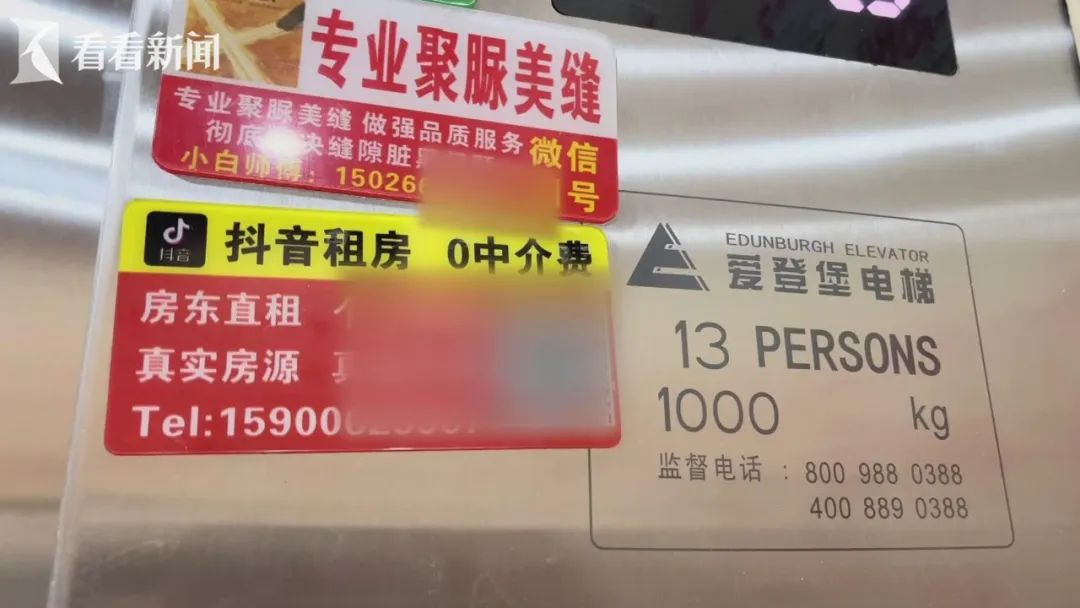 看看新闻
专业聚脲美缝
专业聚脲美缝 做强品质服务
彻底 决缝隙脏
微信
号
小白师傅：15026
抖音
抖音租房 0中介费
房东直租
真实房源
Tel:15900
EDUNBURGH ELEVATOR
爱登堡电梯
13 PERSONS
1000 kg
监督电话：800 988 0388
400 889 0388